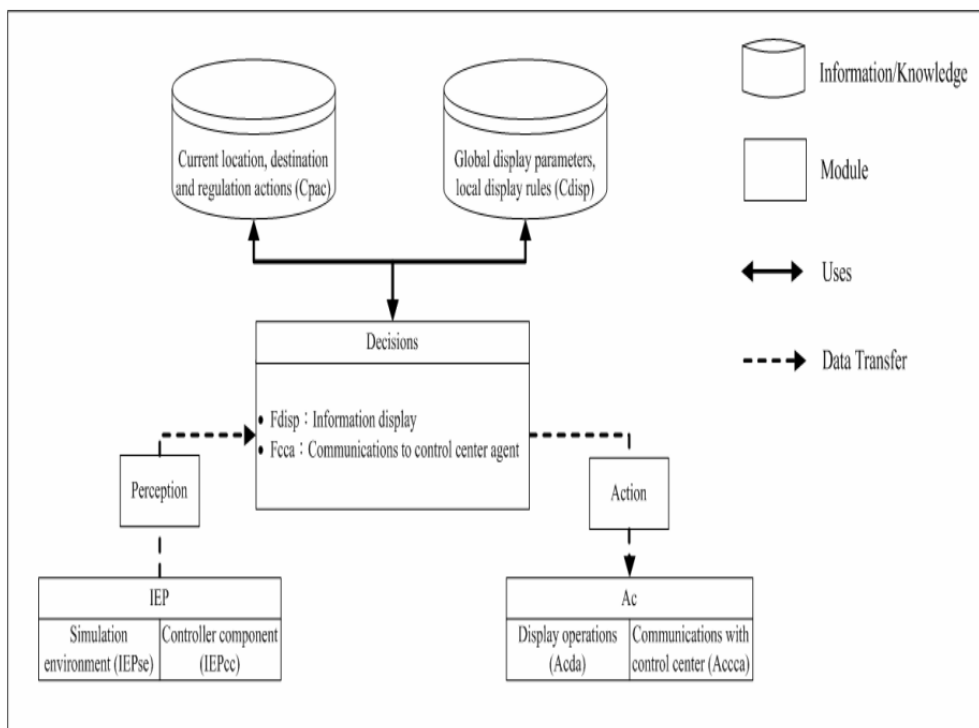 Current location, destination
and regulation actions (Cpac)
Global display parameters,
local display rules (Cdisp)
Information/Knowledge
Module
Uses
Data Transfer
Decisions
• Fdisp：Information display
• Fcca：Communications to control center agent
Perception
Action
IEP
Simulation
environment (IEPse)
Controller component
(IEPcc)
Ac
Display operations
(Acda)
Communications with
control center (Accca)